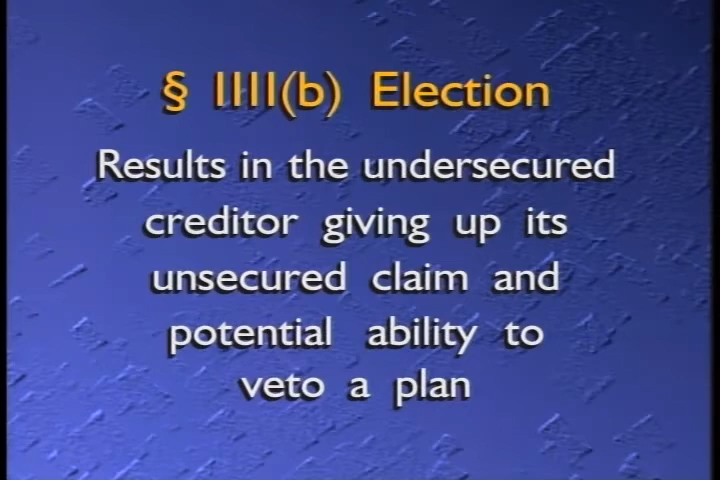 § 1111(b) Election
Results in the undersecured
creditor giving up its
unsecured claim and
potential ability to
veto a plan